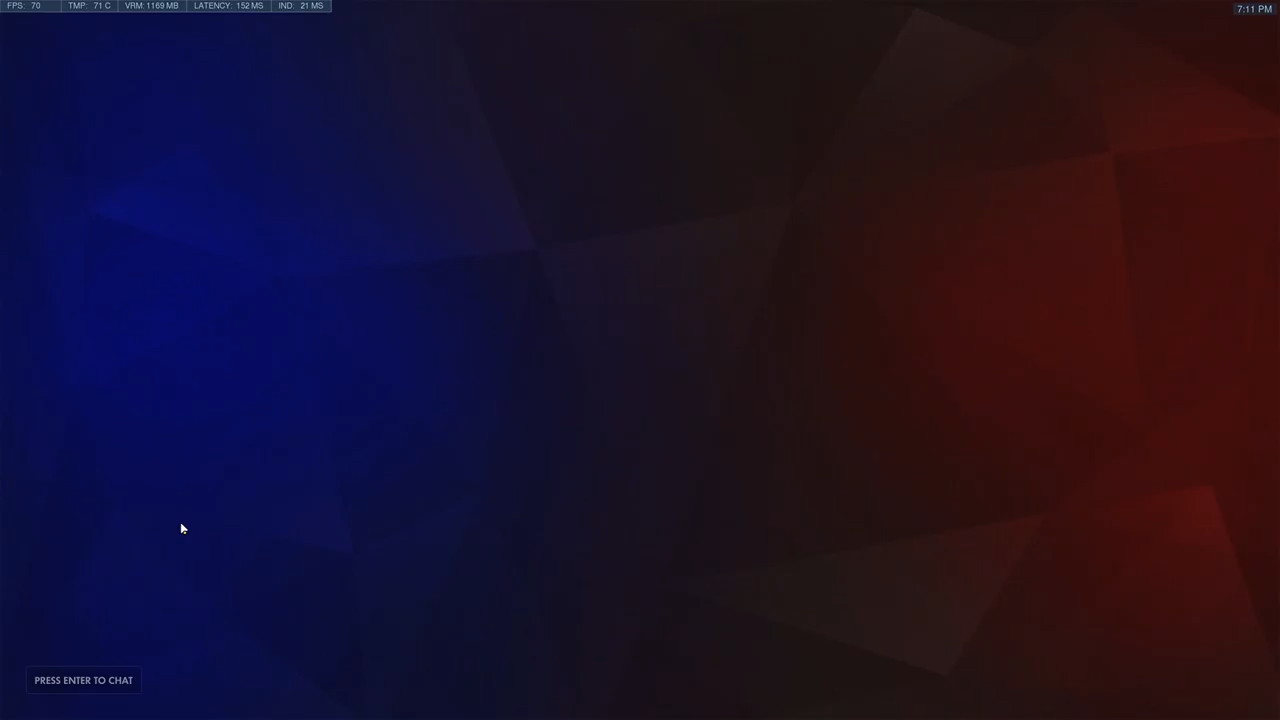 FPS: 70 TMP: 71 C VRM: 1169 MB LATENCY: 152 MS IND: 21 MS
7:11 PM
PRESS ENTER TO CHAT